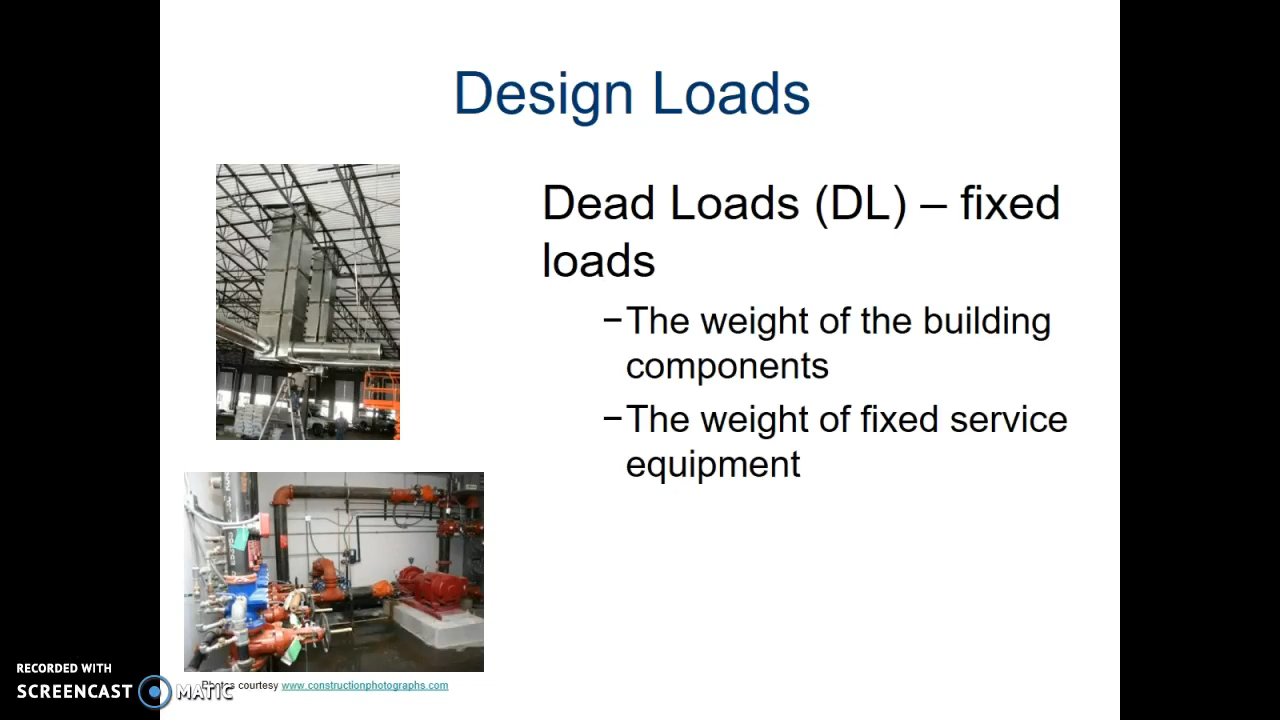 Design Loads
Dead Loads (DL) – fixed
loads
–The weight of the building
components
–The weight of fixed service
equipment
RECORDED WITH
SCREENCAST MATIC
Photos courtesy www.constructionphotographs.com